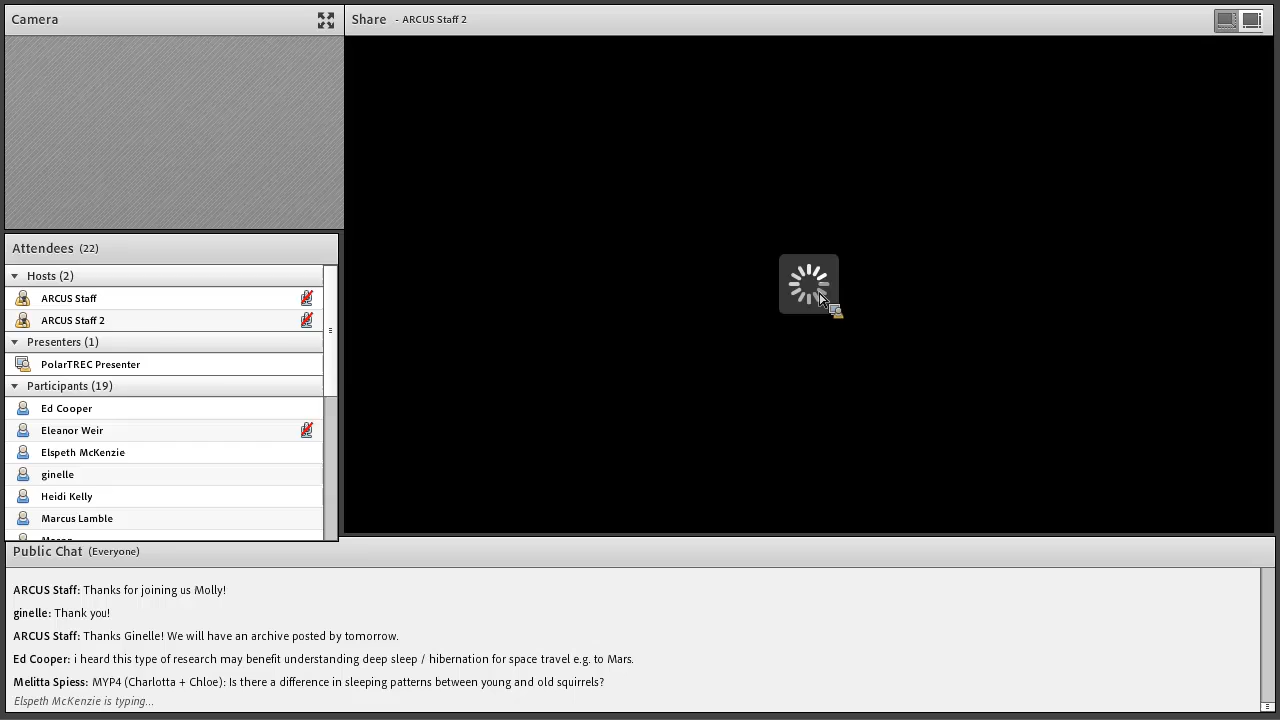 Camera
Share - ARCUS Staff 2
Attendees (22)
Hosts (2)
ARCUS Staff
ARCUS Staff 2
Presenters (1)
PolarTREC Presenter
Participants (19)
Ed Cooper
Eleanor Weir
Elspeth McKenzie
ginelle
Heidi Kelly
Marcus Lamble
Public Chat (Everyone)
ARCUS Staff: Thanks for joining us Molly!
ginelle: Thank you!
ARCUS Staff: Thanks Ginelle! We will have an archive posted by tomorrow.
Ed Cooper: i heard this type of research may benefit understanding deep sleep / hibernation for space travel e.g. to Mars.
Melitta Spiess: MYP4 (Charlotta + Chloe): Is there a difference in sleeping patterns between young and old squirrels?
Elspeth McKenzie is typing...